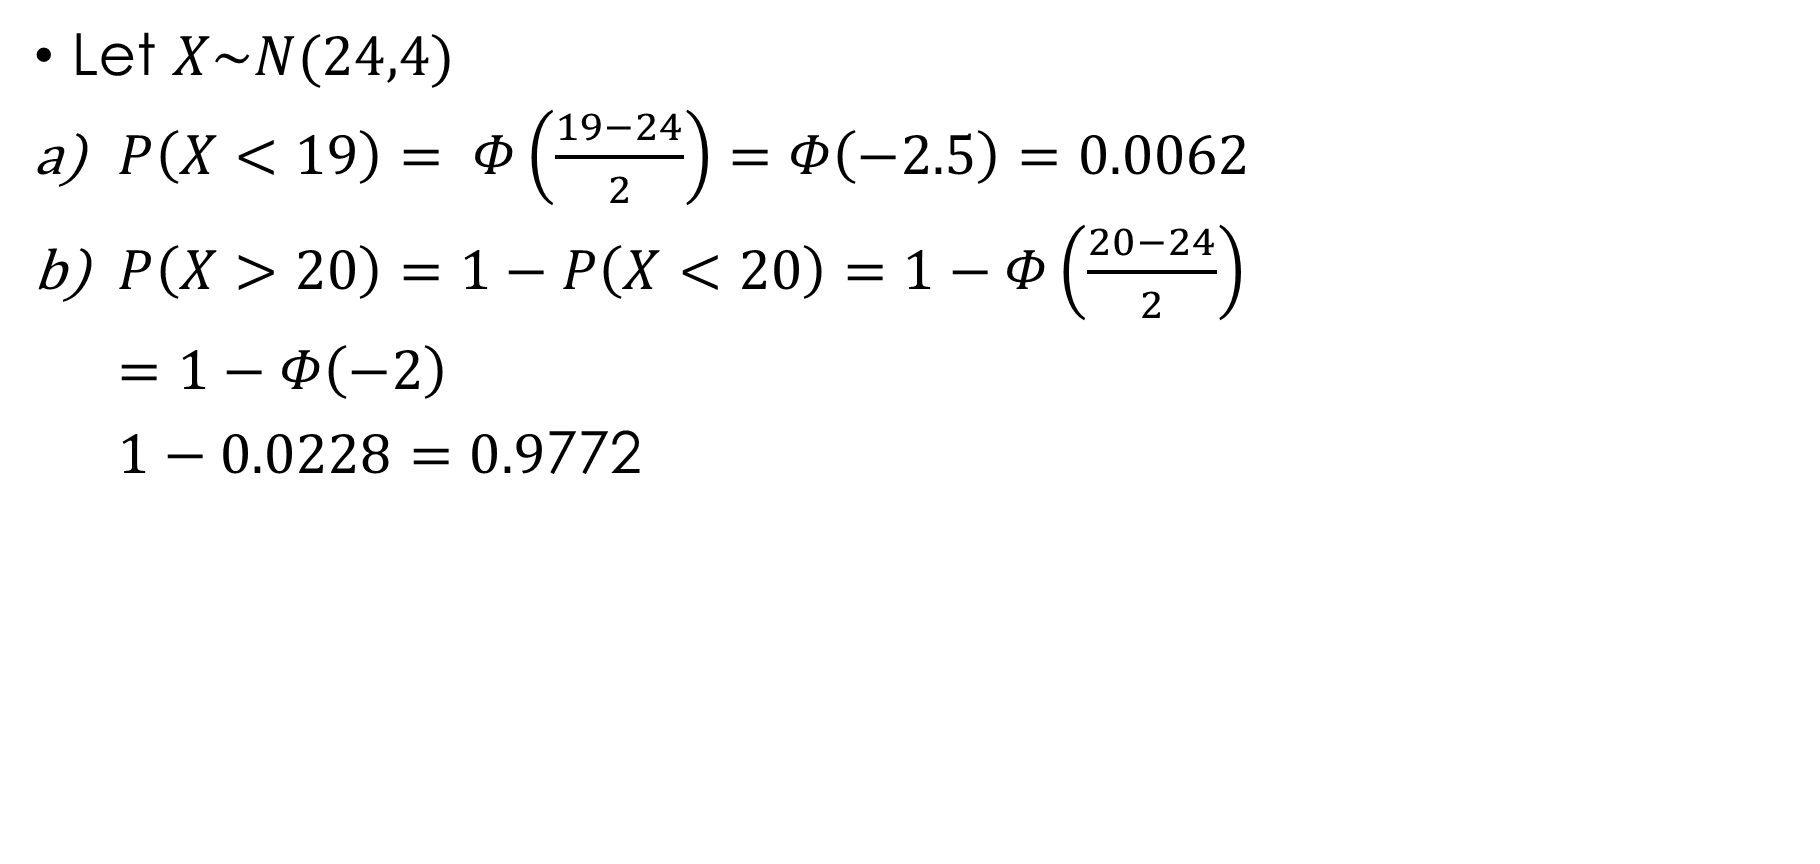 • Let X~N(24,4)
a) P(X < 19) = Φ((19−24)/2) = Φ(−2.5) = 0.0062
b) P(X > 20) = 1 − P(X < 20) = 1 − Φ((20−24)/2)
= 1 − Φ(−2)
1 − 0.0228 = 0.9772